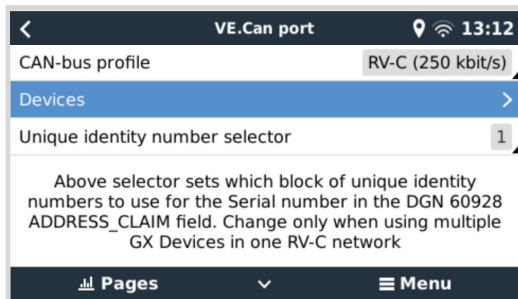 VE.Can port 13:12
CAN-bus profile RV-C (250 kbit/s)
Devices
Unique identity number selector 1
Above selector sets which block of unique identity
numbers to use for the Serial number in the DGN 60928
ADDRESS_CLAIM field. Change only when using multiple
GX Devices in one RV-C network
Pages Menu